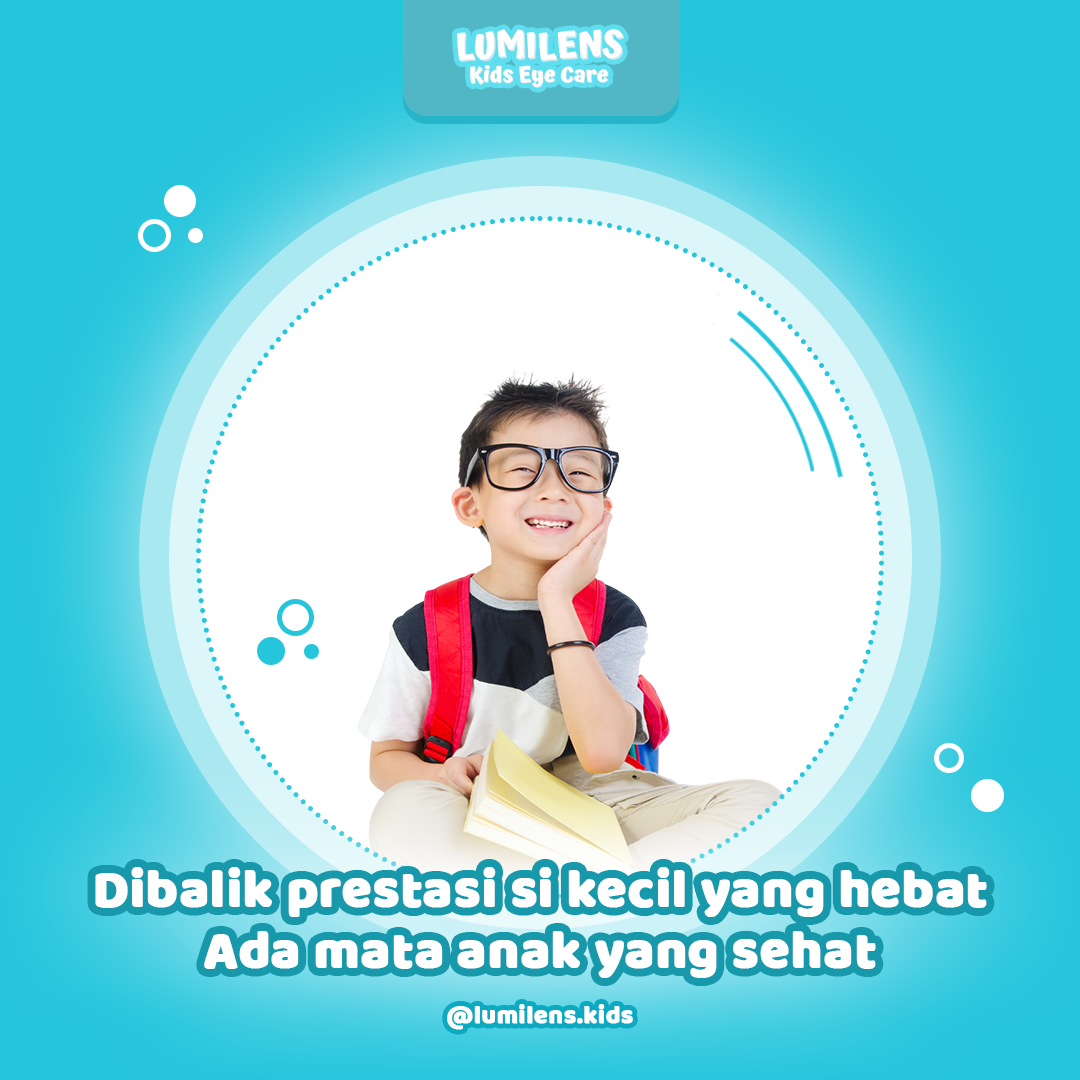 LUMILENS
Kids Eye Care
Dibalik prestasi si kecil yang hebat
Ada mata anak yang sehat
@lumilens.kids